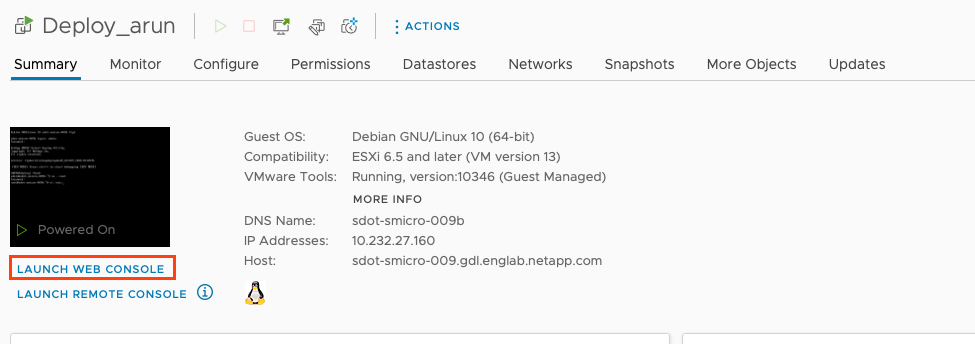 Deploy_arun
ACTIONS
Summary Monitor Configure Permissions Datastores Networks Snapshots More Objects Updates
Guest OS: Debian GNU/Linux 10 (64-bit)
Compatibility: ESXi 6.5 and later (VM version 13)
VMware Tools: Running, version:10346 (Guest Managed)
MORE INFO
DNS Name: sdot-smicro-009b
IP Addresses: 10.232.27.160
Host: sdot-smicro-009.gdl.englab.netapp.com
Powered On
LAUNCH WEB CONSOLE
LAUNCH REMOTE CONSOLE